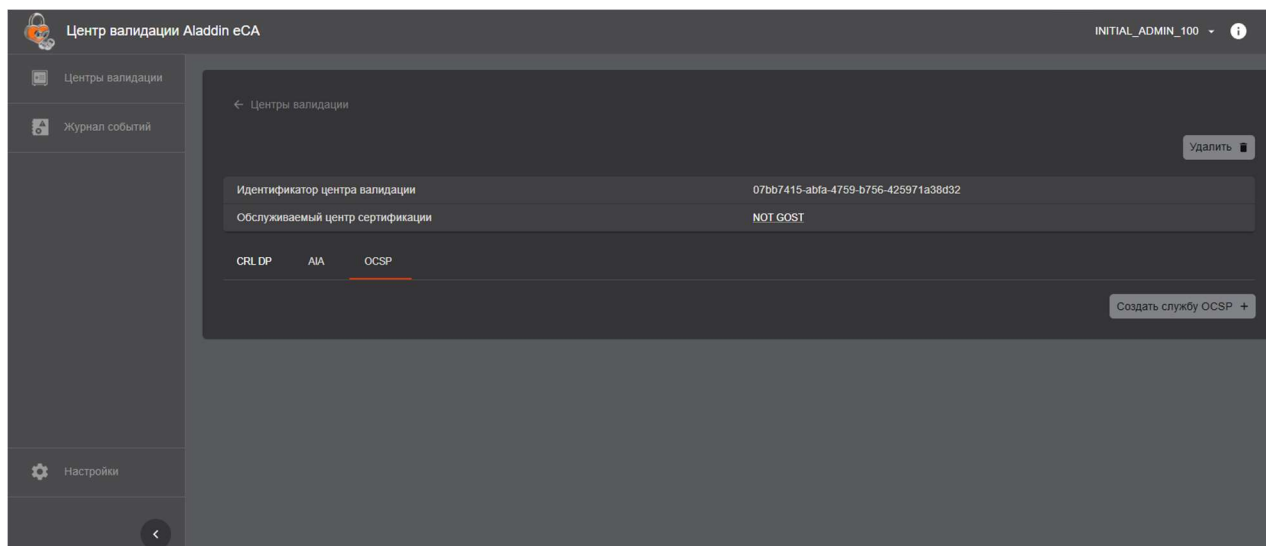 Центр валидации Aladdin eCA
INITIAL_ADMIN_100
Центры валидации
Журнал событий
← Центры валидации
Удалить
Идентификатор центра валидации 07bb7415-abfa-4759-b756-425971a38d32
Обслуживаемый центр сертификации NOT GOST
CRL DP AIA OCSP
Создать службу OCSP +
Настройки